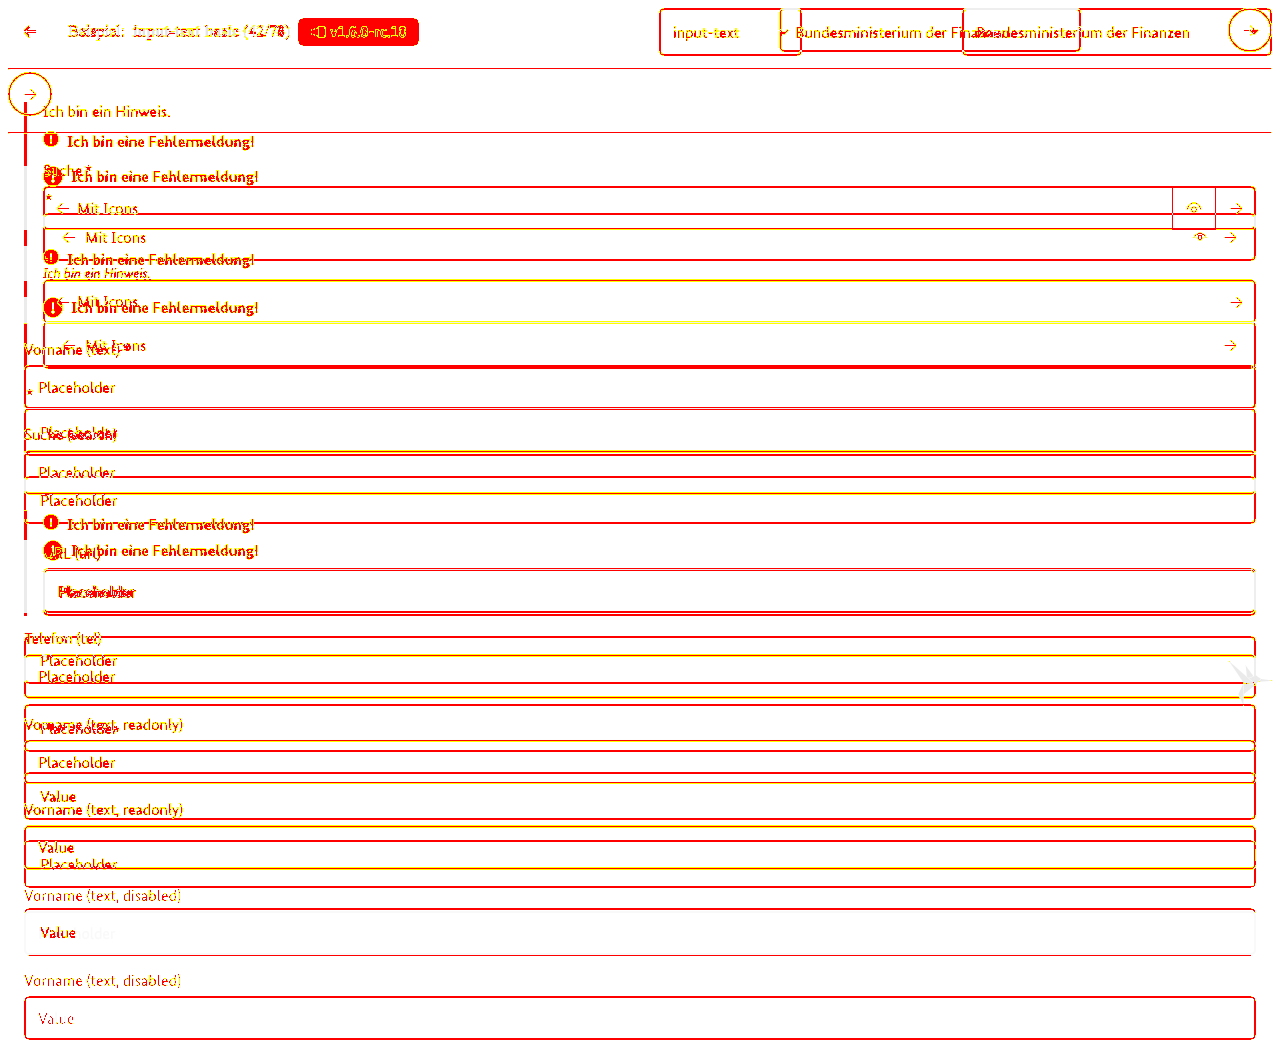 Beispiel: input-text basic (42/78) v1.6.0-rc.18 input-text Bundesministerium der Finanzen
Ich bin ein Hinweis.
Ich bin eine Fehlermeldung!
Suche *
Ich bin eine Fehlermeldung!
*
Mit Icons
Mit Icons
Ich bin eine Fehlermeldung!
Ich bin ein Hinweis.
Mit Icons
Ich bin eine Fehlermeldung!
Mit Icons
Vorname (text)
Placeholder
*
Placeholder
Suche (search)
Placeholder
Placeholder
Ich bin eine Fehlermeldung!
Ich bin eine Fehlermeldung!
URL (url)
Placeholder
Telefon (tel)
Placeholder
Placeholder
Vorname (text, readonly)
Placeholder
Placeholder
Value
Vorname (text, readonly)
Value
Placeholder
Vorname (text, disabled)
Value
Vorname (text, disabled)
Value